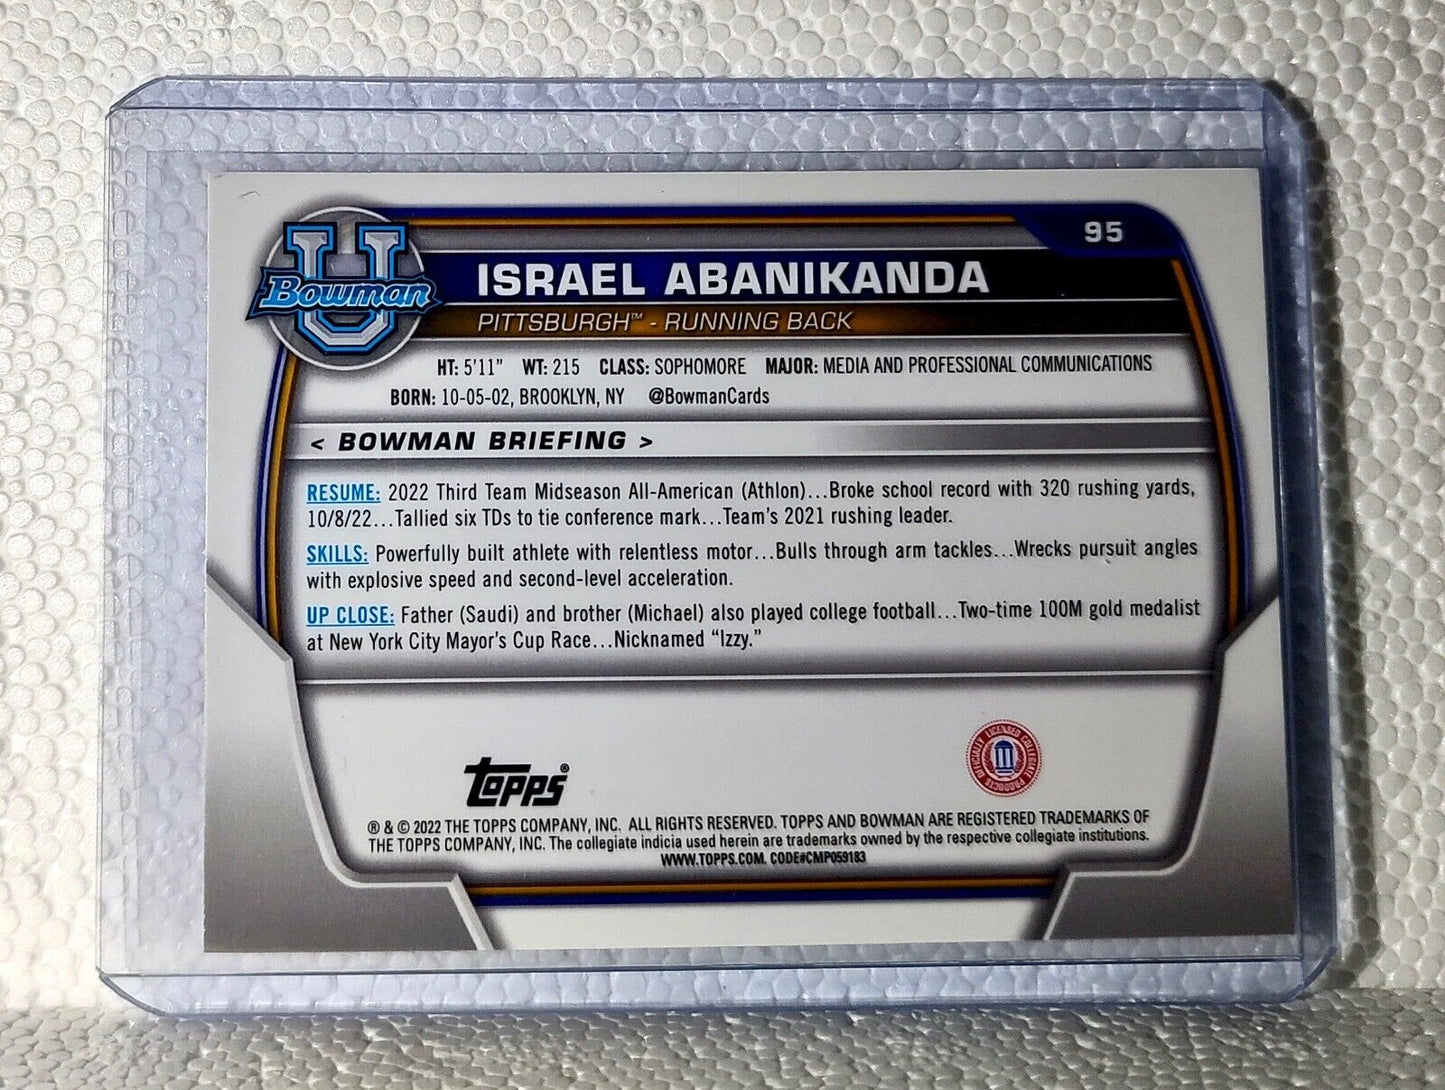 95
U
Bowman
ISRAEL ABANIKANDA
PITTSBURGH™ - RUNNING BACK
HT: 5'11" WT: 215 CLASS: SOPHOMORE MAJOR: MEDIA AND PROFESSIONAL COMMUNICATIONS
BORN: 10-05-02, BROOKLYN, NY @BowmanCards
< BOWMAN BRIEFING >
RESUME: 2022 Third Team Midseason All-American (Athlon)...Broke school record with 320 rushing yards,
10/8/22...Tallied six TDs to tie conference mark...Team's 2021 rushing leader.
SKILLS: Powerfully built athlete with relentless motor...Bulls through arm tackles...Wrecks pursuit angles
with explosive speed and second-level acceleration.
UP CLOSE: Father (Saudi) and brother (Michael) also played college football...Two-time 100M gold medalist
at New York City Mayor's Cup Race...Nicknamed "Izzy."
Topps®
OFFICIALLY LICENSED COLLEGIATE PRODUCTS
® & © 2022 THE TOPPS COMPANY, INC. ALL RIGHTS RESERVED. TOPPS AND BOWMAN ARE REGISTERED TRADEMARKS OF
THE TOPPS COMPANY, INC. The collegiate indicia used herein are trademarks owned by the respective collegiate institutions.
WWW.TOPPS.COM. CODE#CMP059183